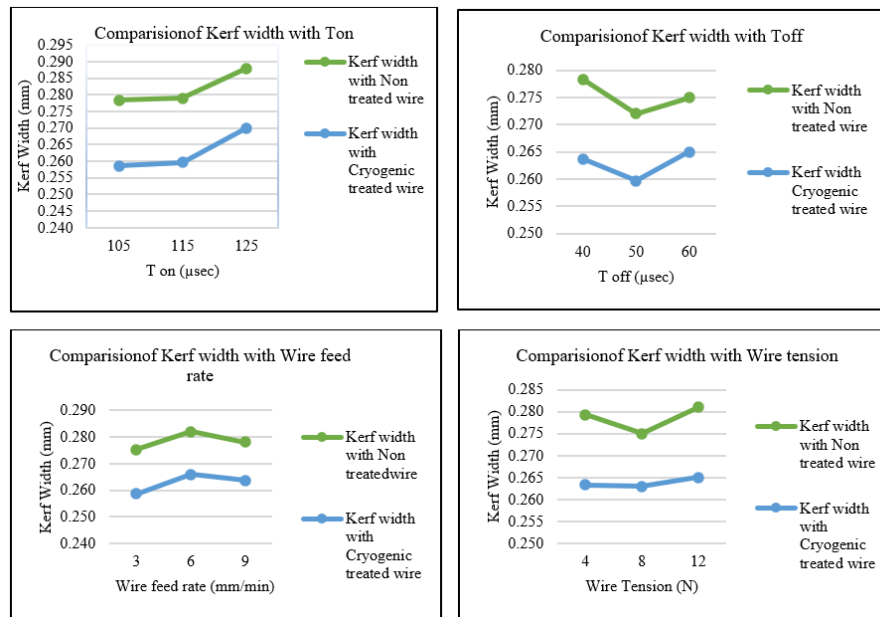 Comparisionof Kerf width with Ton
0.295
0.290
0.285
0.280
0.275
0.270
0.265
0.260
0.255
0.250
0.245
0.240
Kerf Width (mm)
105 115 125
T on (µsec)
Kerf width
with Non
treated wire
Kerf width
with
Cryogenic
treated wire
Comparisionof Kerf width with Toff
0.280
0.275
0.270
0.265
0.260
0.255
0.250
Kerf Width (mm)
40 50 60
T off (µsec)
Kerf width
with Non
treated wire
Kerf width
Cryogenic
treated wire
Comparisionof Kerf width with Wire feed
rate
0.290
0.280
0.270
0.260
0.250
0.240
Kerf Width (mm)
3 6 9
Wire feed rate (mm/min)
Kerf width
with Non
treatedwire
Kerf width
with
Cryogenic
treated wire
Comparisionof Kerf width with Wire tension
0.285
0.280
0.275
0.270
0.265
0.260
0.255
0.250
Kerf Width (mm)
4 8 12
Wire Tension (N)
Kerf width
with Non
treated wire
Kerf width
with
Cryogenic
treated wire